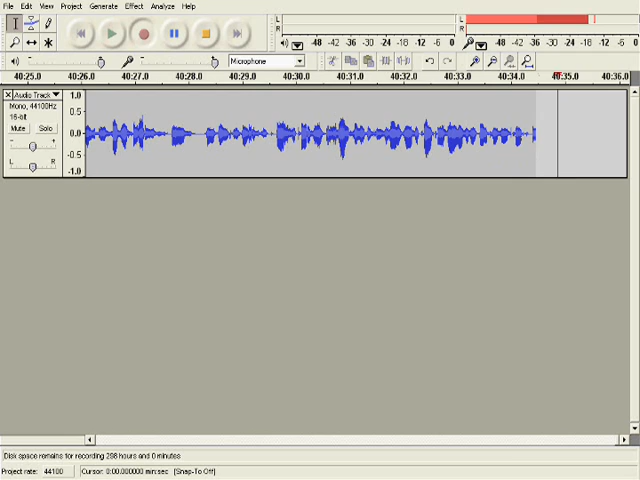 File Edit View Project Generate Effect Analyze Help
L
R
-48 -42 -36 -30 -24 -18 -12 -6 0
L
R
-48 -42 -36 -30 -24 -18 -12 -6 0
Microphone
40:25.0 40:26.0 40:27.0 40:28.0 40:29.0 40:30.0 40:31.0 40:32.0 40:33.0 40:34.0 40:35.0 40:36.0
Audio Track
Mono, 44100Hz
16-bit
Mute Solo
- +
L R
1.0
0.5
0.0
-0.5
-1.0
Disk space remains for recording 298 hours and 0 minutes
Project rate: 44100 Cursor: 0:00.000000 min:sec [Snap-To Off]